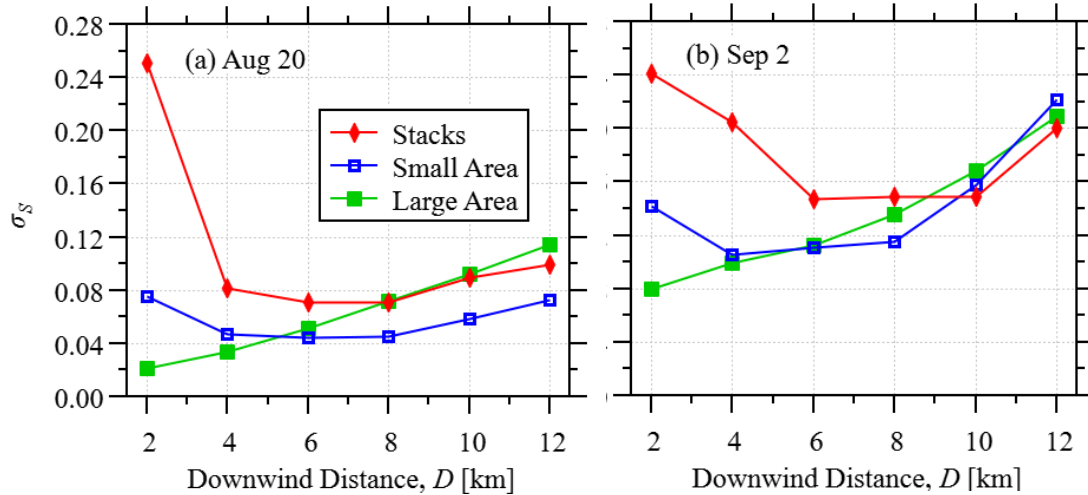 (a) Aug 20
(b) Sep 2
Stacks
Small Area
Large Area
σS
0.28
0.24
0.20
0.16
0.12
0.08
0.04
0.00
2 4 6 8 10 12
2 4 6 8 10 12
Downwind Distance, D [km]
Downwind Distance, D [km]